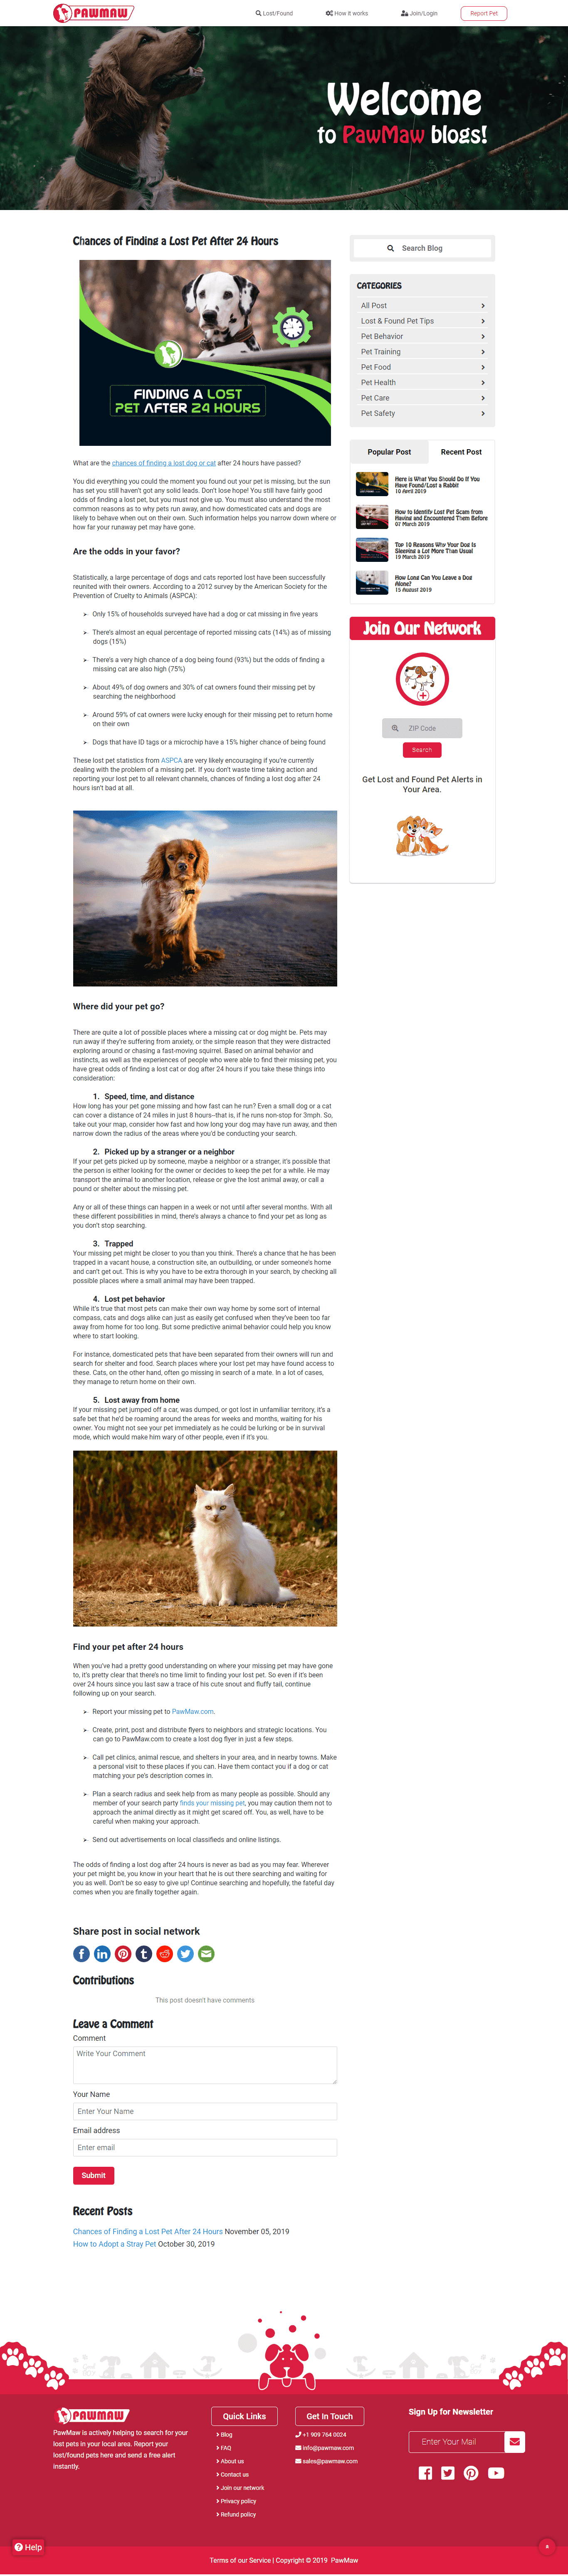 PAWMAW
Lost/Found
How it works
Join/Login
Report Pet
Welcome
to PawMaw blogs!
Chances of Finding a Lost Pet After 24 Hours
FINDING A LOST
PET AFTER 24 HOURS
What are the chances of finding a lost dog or cat after 24 hours have passed?
You did everything you could the moment you found out your pet is missing, but the sun
has set you still haven't got any solid leads. Don't lose hope! You still have fairly good
odds of finding a lost pet, but you must not give up. You must also understand the most
common reasons as to why pets run away, and how domesticated cats and dogs are
likely to behave when out on their own. Such information helps you narrow down where
or how far your runaway pet may have gone.
Are the odds in your favor?
Statistically, a large percentage of dogs and cats reported lost have been successfully
reunited with their owners. According to a 2012 survey by the American Society for the
Prevention of Cruelty to Animals (ASPCA):
➢ Only 15% of households surveyed have had a dog or cat missing in five years
➢ There's almost an equal percentage of reported missing cats (14%) as of missing
dogs (15%)
➢ There's a very high chance of a dog being found (93%) but the odds of finding a
missing cat are also high (75%)
➢ About 49% of dog owners and 30% of cat owners found their missing pet by
searching the neighborhood
➢ Around 59% of cat owners were lucky enough for their missing pet to return home
on their own
➢ Dogs that have ID tags or a microchip have a 15% higher chance of being found
These lost pet statistics from ASPCA are very likely encouraging if you're currently
dealing with the problem of a missing pet. If you don't waste time taking action and
reporting your lost pet to all relevant channels, chances of finding a lost dog after 24
hours isn't bad at all.
Where did your pet go?
There are quite a lot of possible places where a missing cat or dog might be. Pets may
run away if they're suffering from anxiety, or the simple reason that they were distracted
exploring around or chasing a fast-moving squirrel. Based on animal behavior and
instincts, as well as the experiences of people who were able to find their missing pet, you
have great odds of finding a lost cat or dog after 24 hours if you take these things into
consideration:
1. Speed, time, and distance
How long has your pet gone missing and how fast can he run? Even a small dog or a cat
can cover a distance of 24 miles in just 8 hours--that is, if he runs non-stop for 3mph. So,
take out your map, consider how fast and how long your dog may have run away, and then
narrow down the radius of the areas where you'd be conducting your search.
2. Picked up by a stranger or a neighbor
If your pet gets picked up by someone, maybe a neighbor or a stranger, it's possible that
the person is either looking for the owner or decides to keep the pet for a while. He may
transport the animal to another location, release or give the lost animal away, or call a
pound or shelter about the missing pet.
Any or all of these things can happen in a week or not until after several months. With all
these different possibilities in mind, there's always a chance to find your pet as long as
you don't stop searching.
3. Trapped
Your missing pet might be closer to you than you think. There's a chance that he has been
trapped in a vacant house, a construction site, an outbuilding, or under someone's home
and can't get out. This is why you have to be extra thorough in your search, by checking all
possible places where a small animal may have been trapped.
4. Lost pet behavior
While it's true that most pets can make their own way home by some sort of internal
compass, cats and dogs alike can just as easily get confused when they've been too far
away from home for too long. But some predictive animal behavior could help you know
where to start looking.
For instance, domesticated pets that have been separated from their owners will run and
search for shelter and food. Search places where your lost pet may have found access to
these. Cats, on the other hand, often go missing in search of a mate. In a lot of cases,
they manage to return home on their own.
5. Lost away from home
If your missing pet jumped off a car, was dumped, or got lost in unfamiliar territory, it's a
safe bet that he'd be roaming around the areas for weeks and months, waiting for his
owner. You might not see your pet immediately as he could be lurking or be in survival
mode, which would make him wary of other people, even if it's you.
Find your pet after 24 hours
When you've had a pretty good understanding on where your missing pet may have gone
to, it's pretty clear that there's no time limit to finding your lost pet. So even if it's been
over 24 hours since you last saw a trace of his cute snout and fluffy tail, continue
following up on your search.
➢ Report your missing pet to PawMaw.com.
➢ Create, print, post and distribute flyers to neighbors and strategic locations. You
can go to PawMaw.com to create a lost dog flyer in just a few steps.
➢ Call pet clinics, animal rescue, and shelters in your area, and in nearby towns. Make
a personal visit to these places if you can. Have them contact you if a dog or cat
matching your pe's description comes in.
➢ Plan a search radius and seek help from as many people as possible. Should any
member of your search party finds your missing pet, you may caution them not to
approach the animal directly as it might get scared off. You, as well, have to be
careful when making your approach.
➢ Send out advertisements on local classifieds and online listings.
The odds of finding a lost dog after 24 hours is never as bad as you may fear. Wherever
your pet might be, you know in your heart that he is out there searching and waiting for
you as well. Don't be so easy to give up! Continue searching and hopefully, the fateful day
comes when you are finally together again.
Share post in social network
Contributions
This post doesn't have comments
Leave a Comment
Comment
Write Your Comment
Your Name
Enter Your Name
Email address
Enter email
Submit
Recent Posts
Chances of Finding a Lost Pet After 24 Hours November 05, 2019
How to Adopt a Stray Pet October 30, 2019
Search Blog
CATEGORIES
All Post
Lost & Found Pet Tips
Pet Behavior
Pet Training
Pet Food
Pet Health
Pet Care
Pet Safety
Popular Post
Recent Post
Here is What You Should Do If You
Have Found/Lost a Rabbit
10 April 2019
How to Identify Lost Pet Scam from
Having and Encountered Them Before
07 March 2019
Top 10 Reasons Why Your Dog Is
Sleeping a Lot More Than Usual
19 March 2019
How Long Can You Leave a Dog
Alone?
15 August 2019
Join Our Network
ZIP Code
Search
Get Lost and Found Pet Alerts in
Your Area.
PAWMAW
PawMaw is actively helping to search for your
lost pets in your local area. Report your
lost/found pets here and send a free alert
instantly.
Quick Links
Blog
FAQ
About us
Contact us
Join our network
Privacy policy
Refund policy
Get In Touch
+1 909 764 0024
info@pawmaw.com
sales@pawmaw.com
Sign Up for Newsletter
Enter Your Mail
Help
Terms of our Service | Copyright © 2019 PawMaw